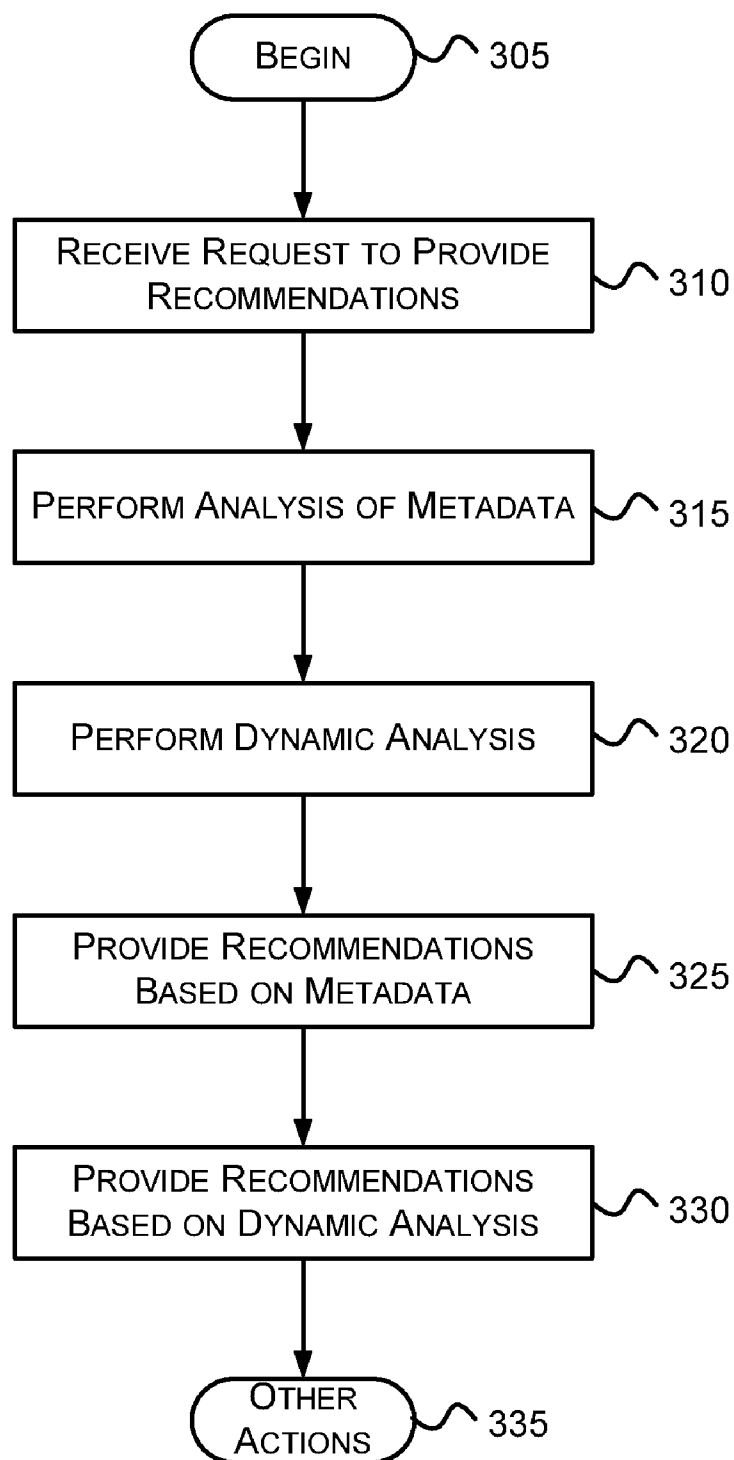 BEGIN
305
RECEIVE REQUEST TO PROVIDE
RECOMMENDATIONS
310
PERFORM ANALYSIS OF METADATA
315
PERFORM DYNAMIC ANALYSIS
320
PROVIDE RECOMMENDATIONS
BASED ON METADATA
325
PROVIDE RECOMMENDATIONS
BASED ON DYNAMIC ANALYSIS
330
OTHER
ACTIONS
335